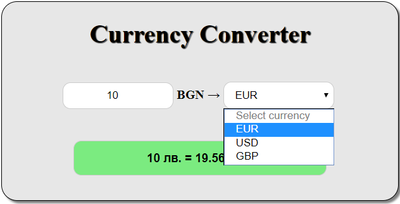 Currency Converter
10 BGN → EUR
Select currency
EUR
USD
GBP
10 лв. = 19.56